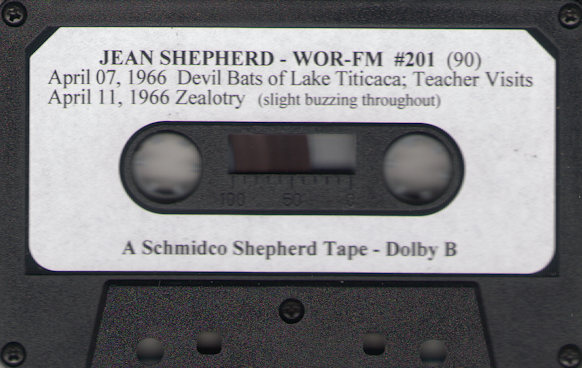 JEAN SHEPHERD - WOR-FM #201 (90)
April 07, 1966 Devil Bats of Lake Titicaca; Teacher Visits
April 11, 1966 Zealotry (slight buzzing throughout)
100 50 0
A Schmidco Shepherd Tape - Dolby B